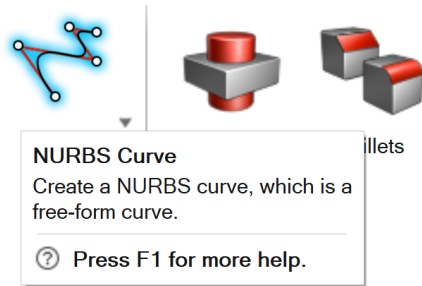 illets
NURBS Curve
Create a NURBS curve, which is a
free-form curve.
Press F1 for more help.